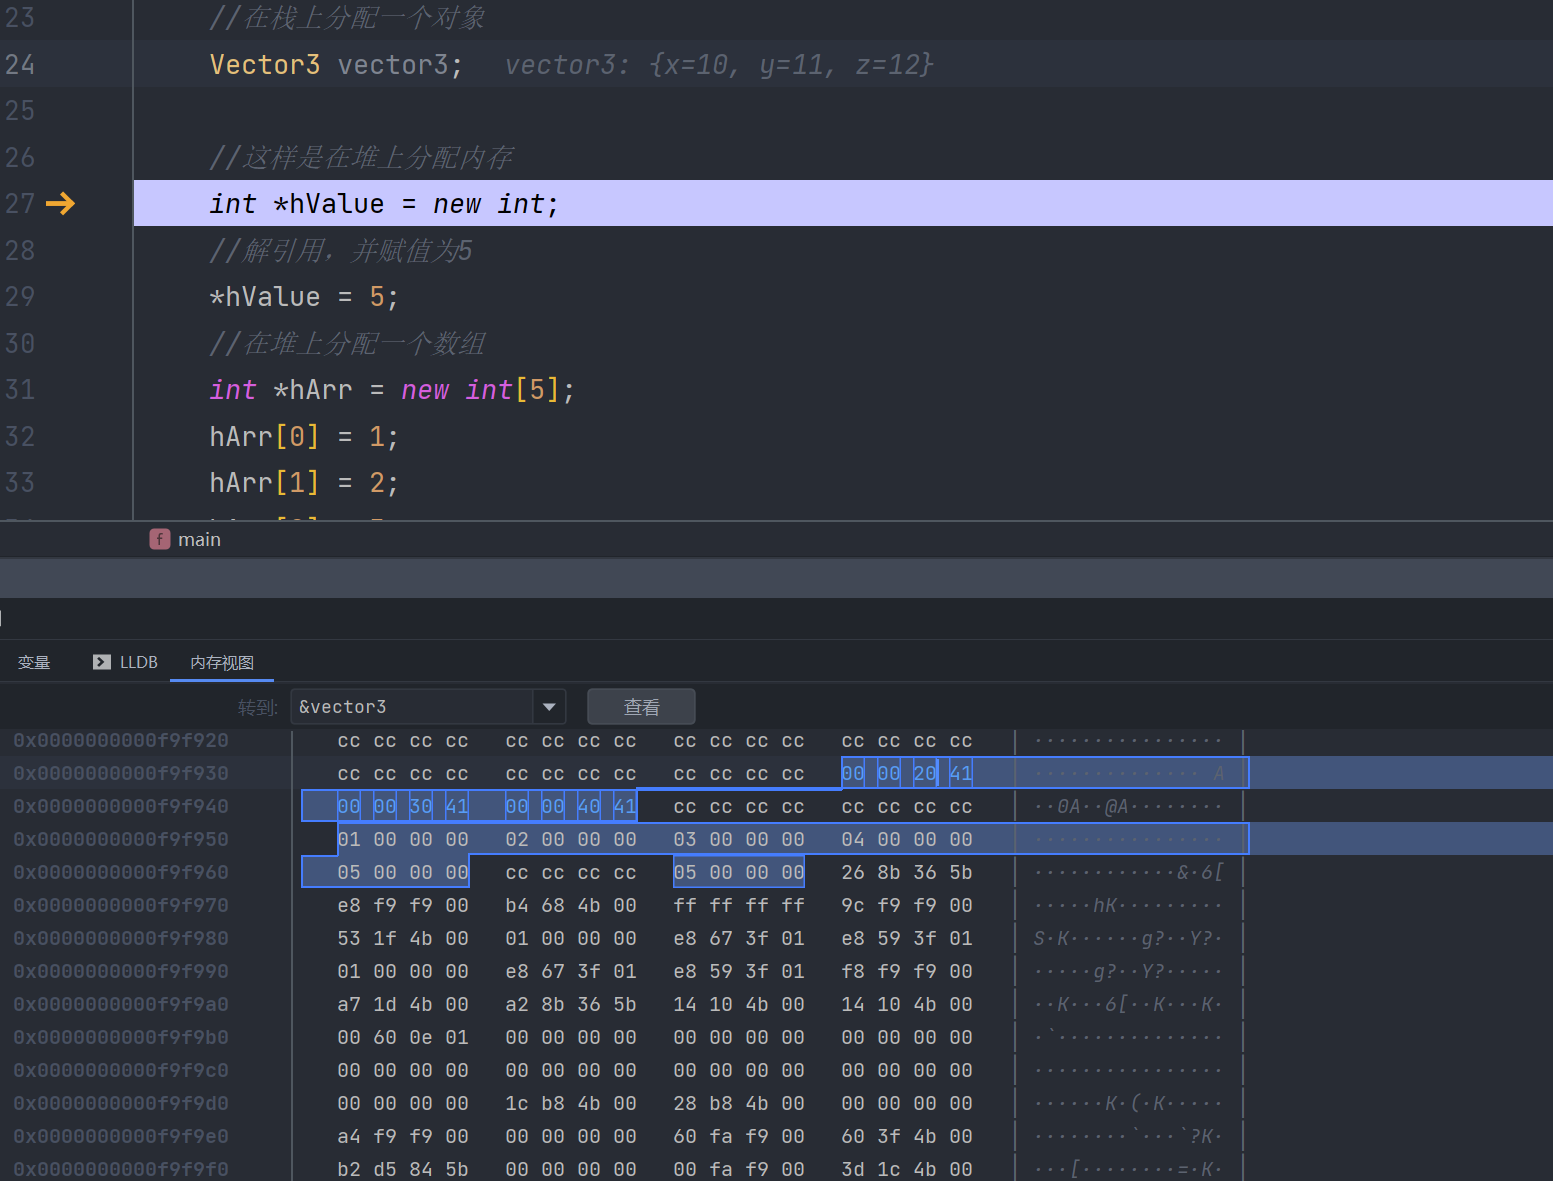 23 //在栈上分配一个对象
24 Vector3 vector3; vector3: {x=10, y=11, z=12}
25
26 //这样是在堆上分配内存
27 int *hValue = new int;
28 //解引用，并赋值为5
29 *hValue = 5;
30 //在堆上分配一个数组
31 int *hArr = new int[5];
32 hArr[0] = 1;
33 hArr[1] = 2;
f main
变量 LLDB 内存视图
转到: &vector3 查看
0x0000000000f9f920 cc cc cc cc cc cc cc cc cc cc cc cc cc cc cc cc ················
0x0000000000f9f930 cc cc cc cc cc cc cc cc cc cc cc cc 00 00 20 41 ·············· A
0x0000000000f9f940 00 00 30 41 00 00 40 41 cc cc cc cc cc cc cc cc ··0A··@A········
0x0000000000f9f950 01 00 00 00 02 00 00 00 03 00 00 00 04 00 00 00 ················
0x0000000000f9f960 05 00 00 00 cc cc cc cc 05 00 00 00 26 8b 36 5b ············&·6[
0x0000000000f9f970 e8 f9 f9 00 b4 68 4b 00 ff ff ff ff 9c f9 f9 00 ·····hK·········
0x0000000000f9f980 53 1f 4b 00 01 00 00 00 e8 67 3f 01 e8 59 3f 01 S·K······g?··Y?·
0x0000000000f9f990 01 00 00 00 e8 67 3f 01 e8 59 3f 01 f8 f9 f9 00 ·····g?··Y?·····
0x0000000000f9f9a0 a7 1d 4b 00 a2 8b 36 5b 14 10 4b 00 14 10 4b 00 ··K···6[··K···K·
0x0000000000f9f9b0 00 60 0e 01 00 00 00 00 00 00 00 00 00 00 00 00 ·`··············
0x0000000000f9f9c0 00 00 00 00 00 00 00 00 00 00 00 00 00 00 00 00 ················
0x0000000000f9f9d0 00 00 00 00 1c b8 4b 00 28 b8 4b 00 00 00 00 00 ······K·(·K·····
0x0000000000f9f9e0 a4 f9 f9 00 00 00 00 00 60 fa f9 00 60 3f 4b 00 ········`···`?K·
0x0000000000f9f9f0 b2 d5 84 5b 00 00 00 00 00 fa f9 00 3d 1c 4b 00 ···[········=·K·